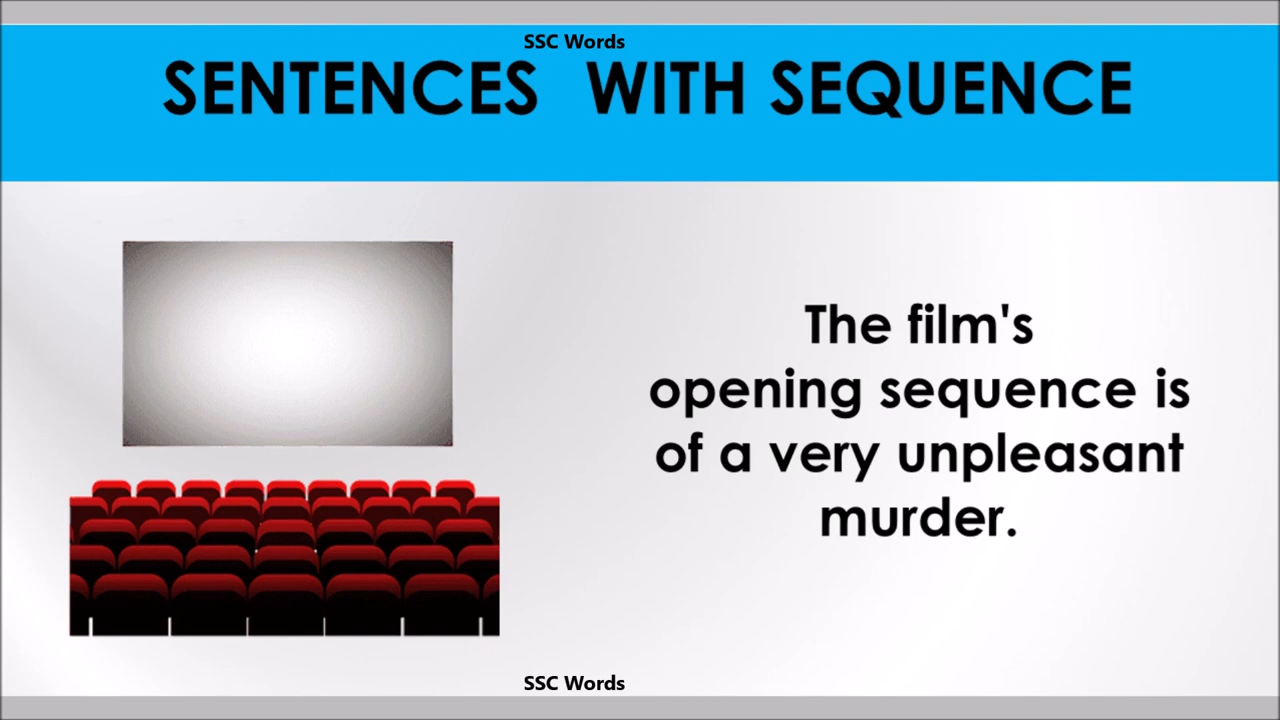 SSC Words
SENTENCES WITH SEQUENCE
The film's
opening sequence is
of a very unpleasant
murder.
SSC Words